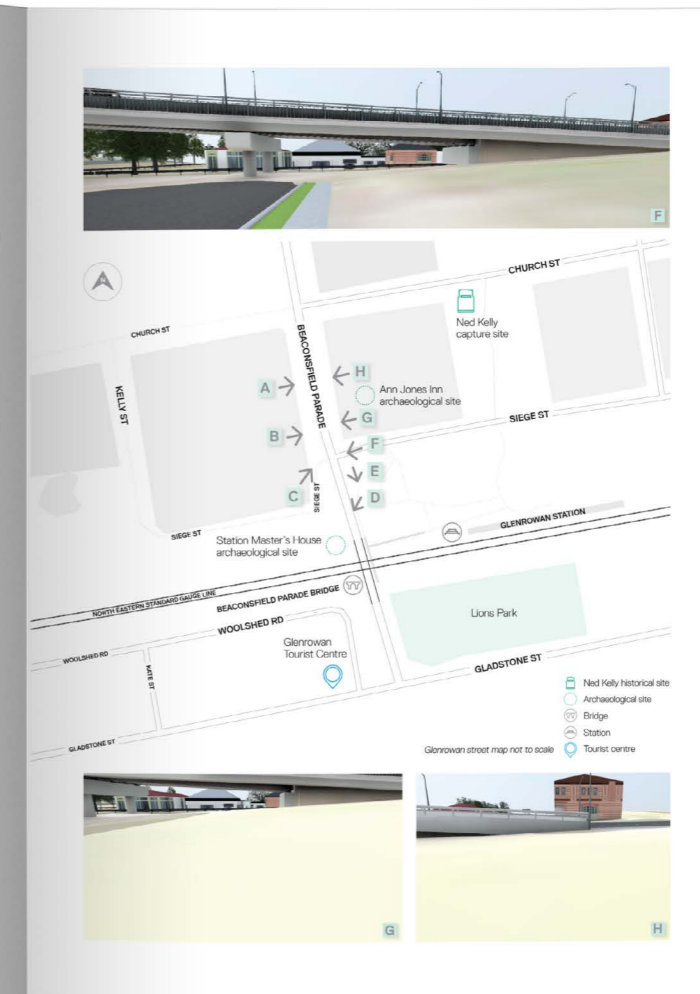 F
N
CHURCH ST
CHURCH ST
Ned Kelly
capture site
BEACONSFIELD PARADE
KELLY ST
A
H
Ann Jones Inn
archaeological site
G
SIEGE ST
B
F
E
C
SIEGE ST
D
SIEGE ST
GLENROWAN STATION
Station Master's House
archaeological site
NORTH EASTERN STANDARD GAUGE LINE
BEACONSFIELD PARADE BRIDGE
WOOLSHED RD
Lions Park
WOOLSHED RD
Glenrowan
Tourist Centre
KATE ST
GLADSTONE ST
GLADSTONE ST
Ned Kelly historical site
Archaeological site
Bridge
Station
Glenrowan street map not to scale
Tourist centre
G
H